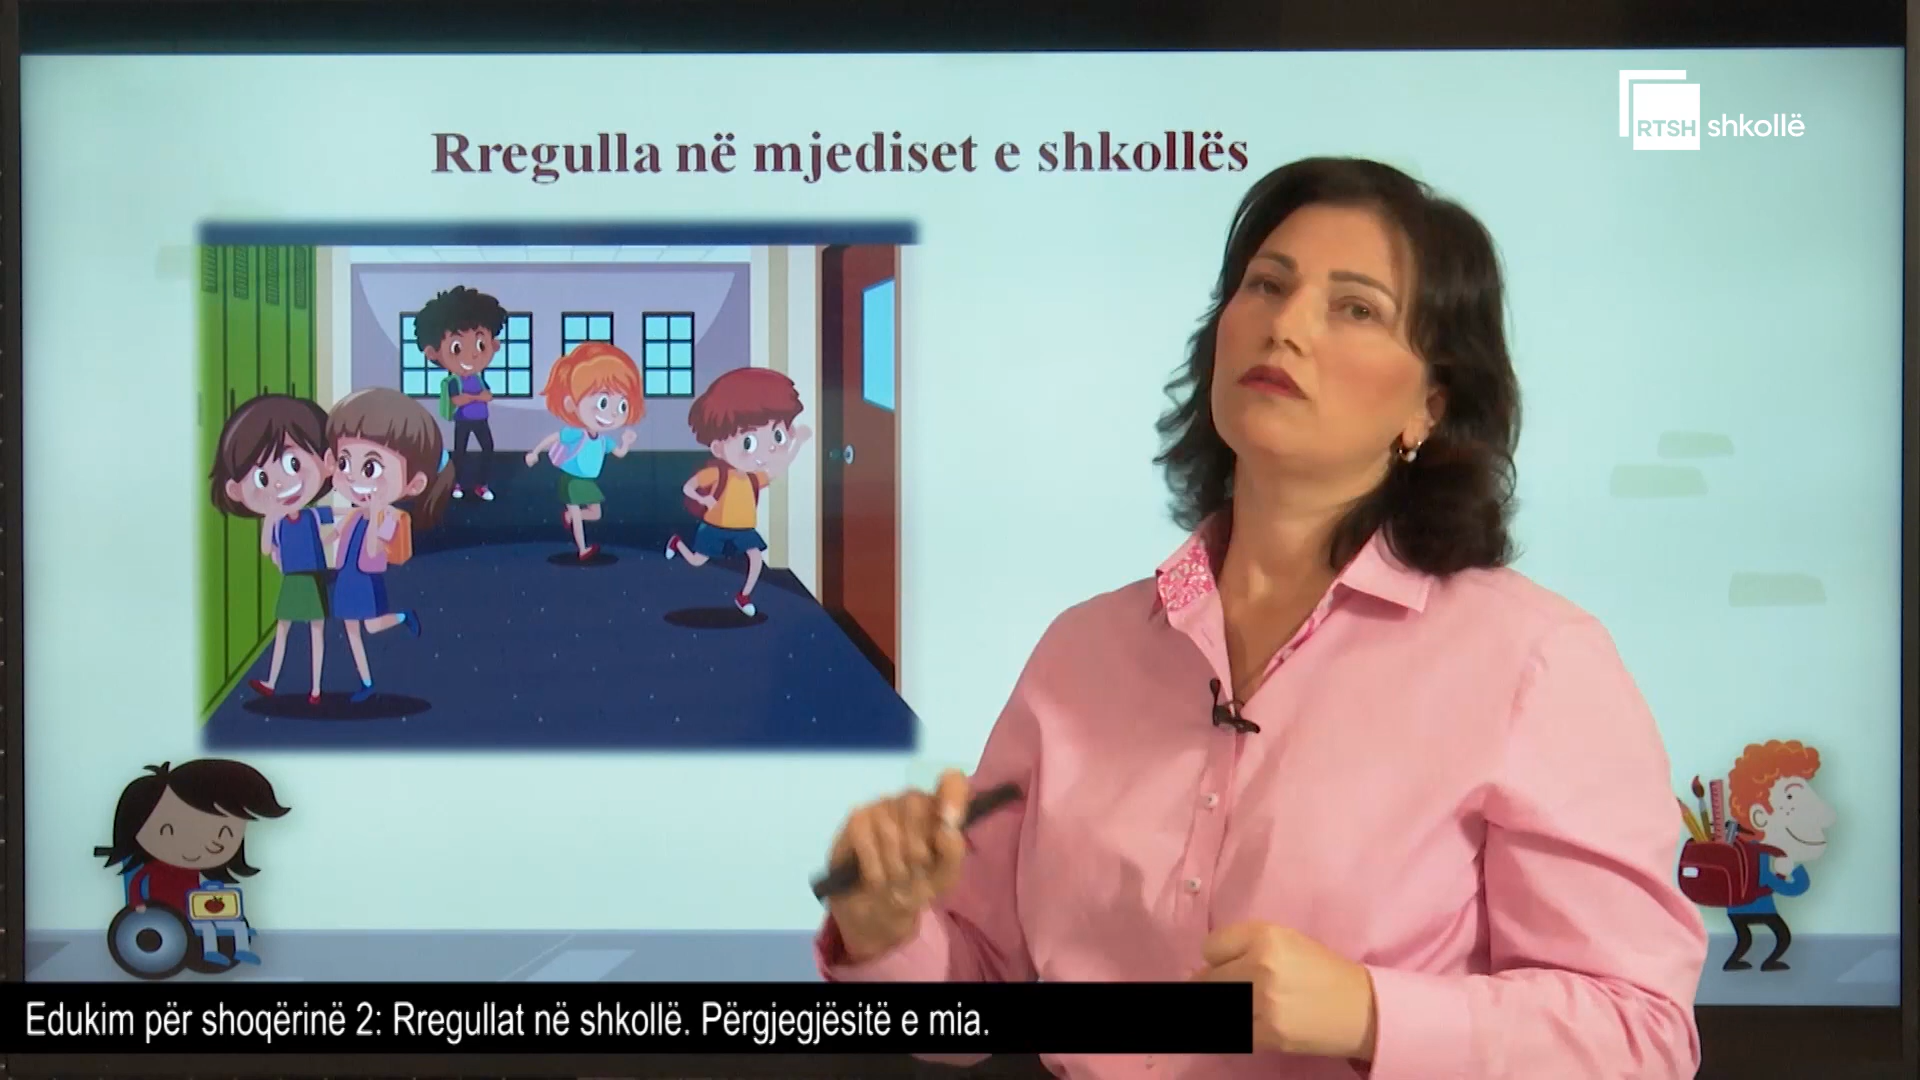 RTSH shkollë
Rregulla në mjediset e shkollës
Edukim për shoqërinë 2: Rregullat në shkollë. Përgjegjësitë e mia.